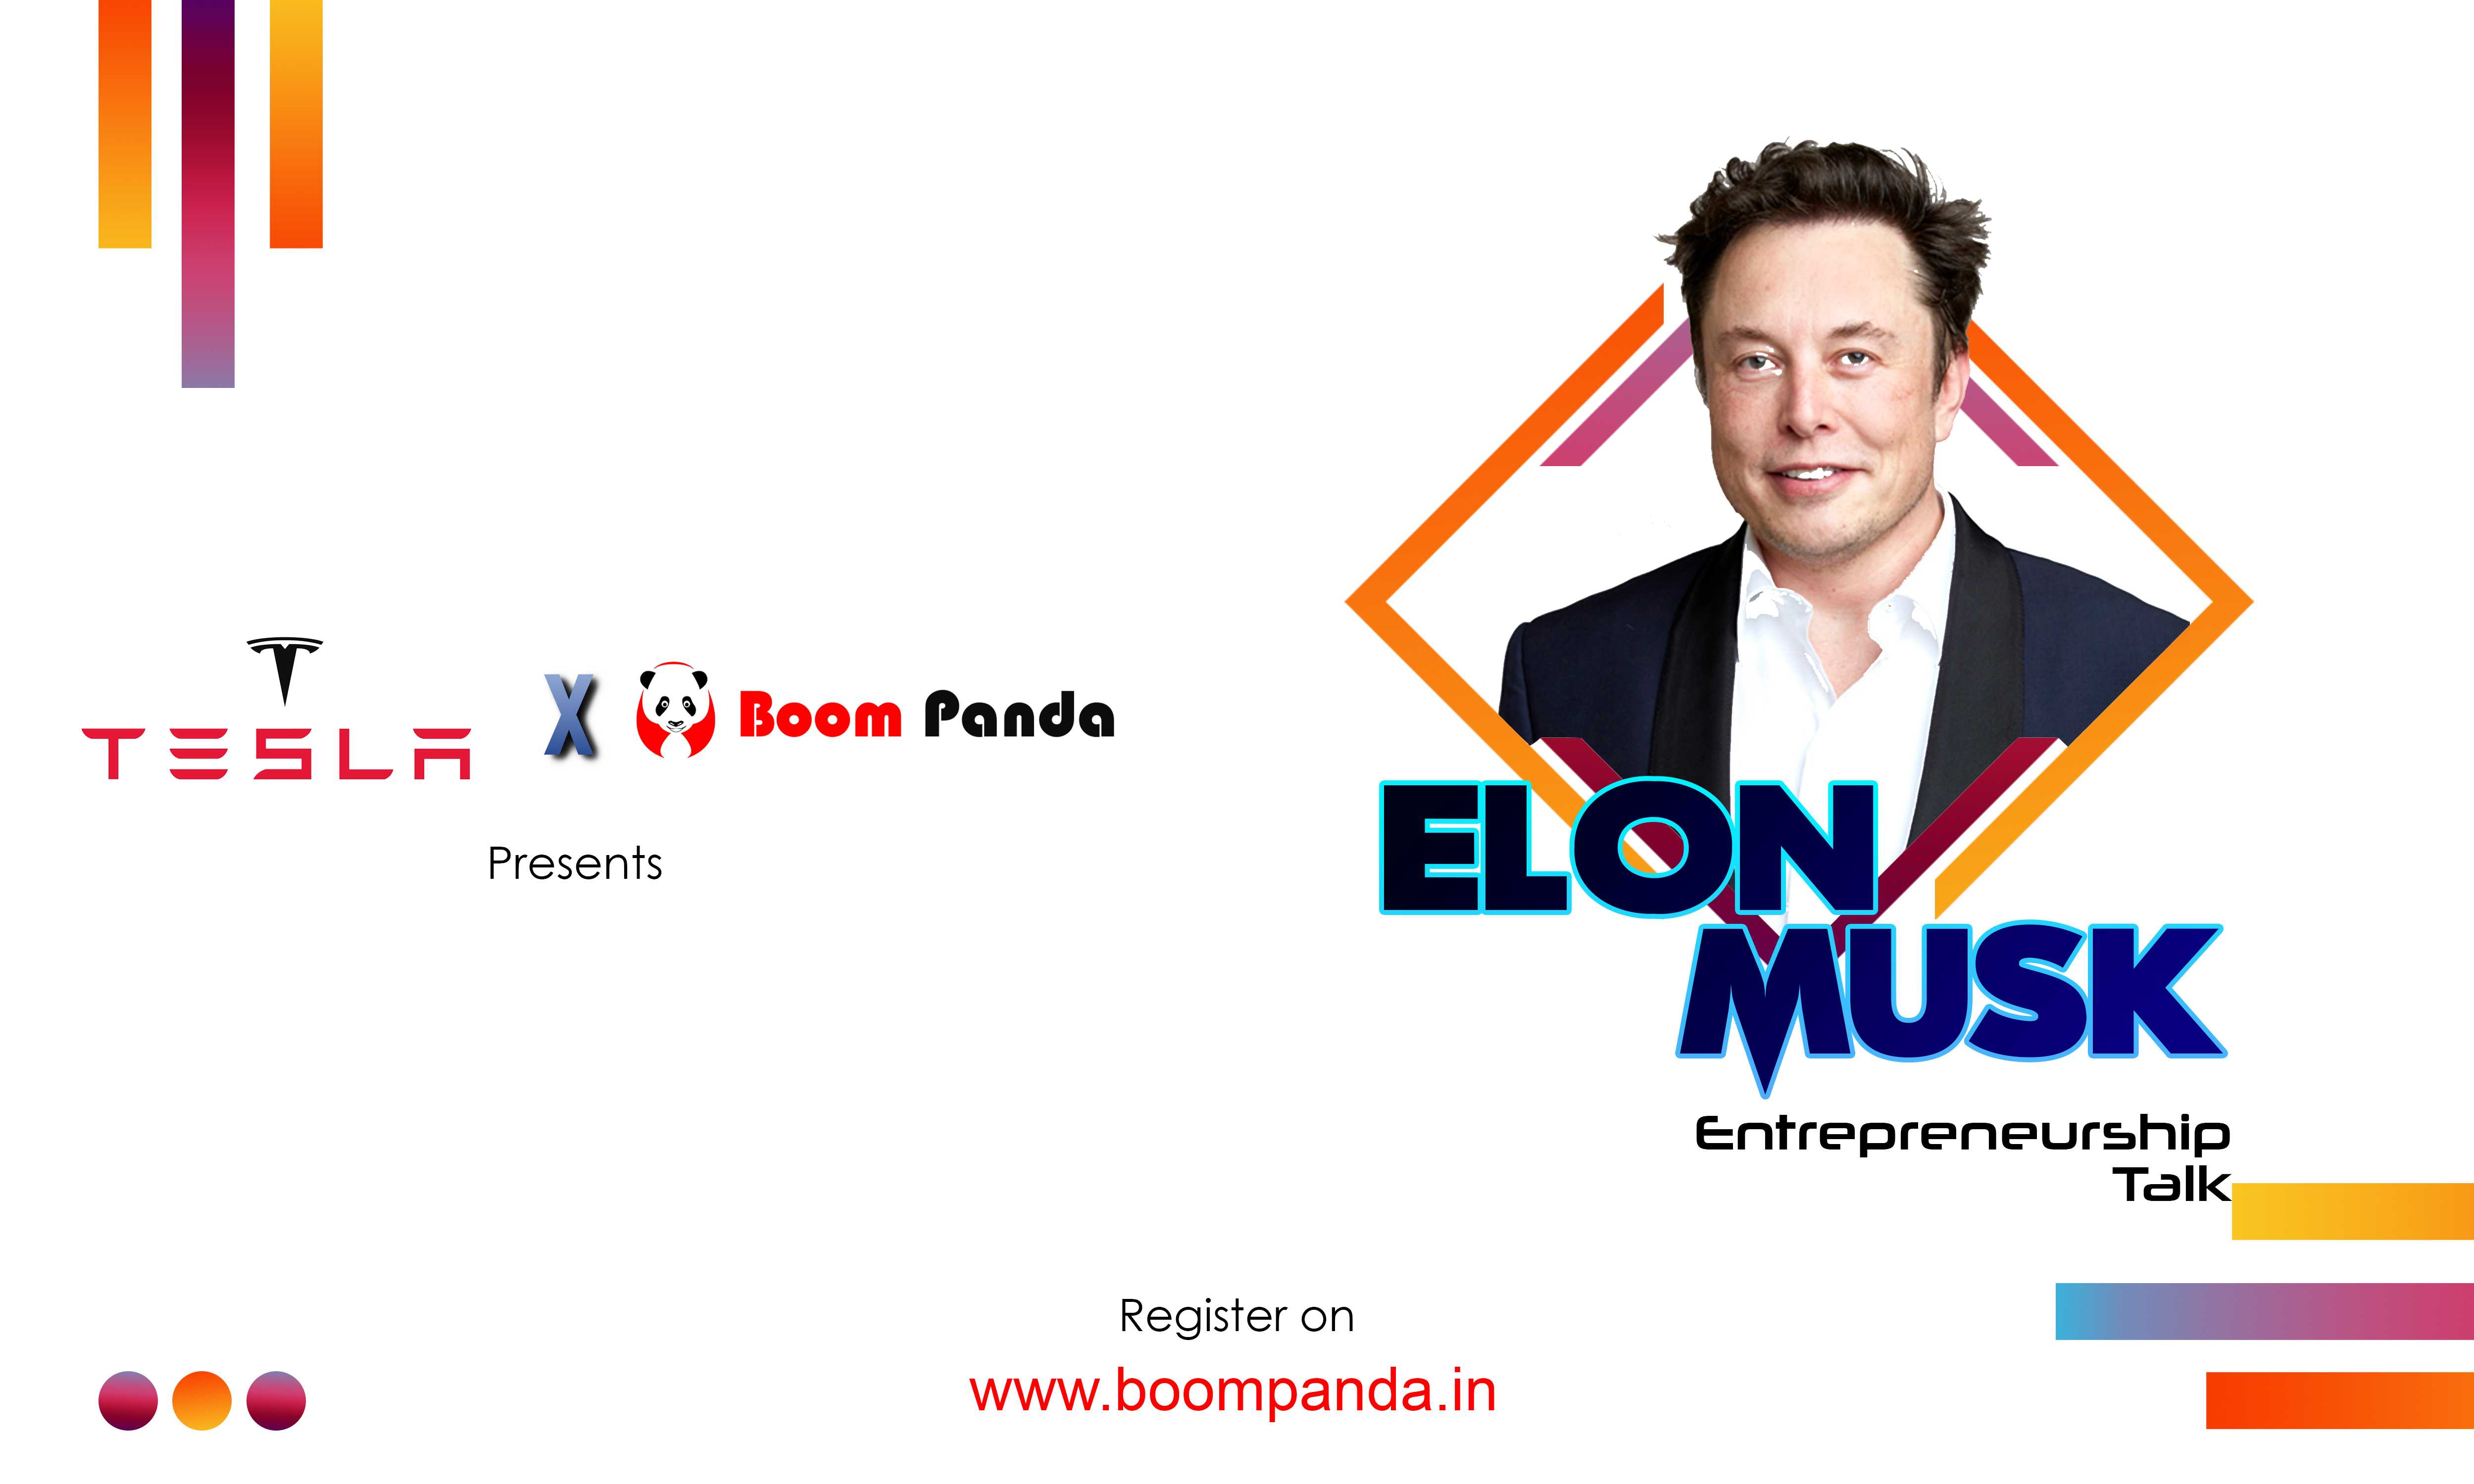 TESLA X Boom Panda
Presents
ELON
MUSK
Entrepreneurship
Talk
Register on
www.boompanda.in